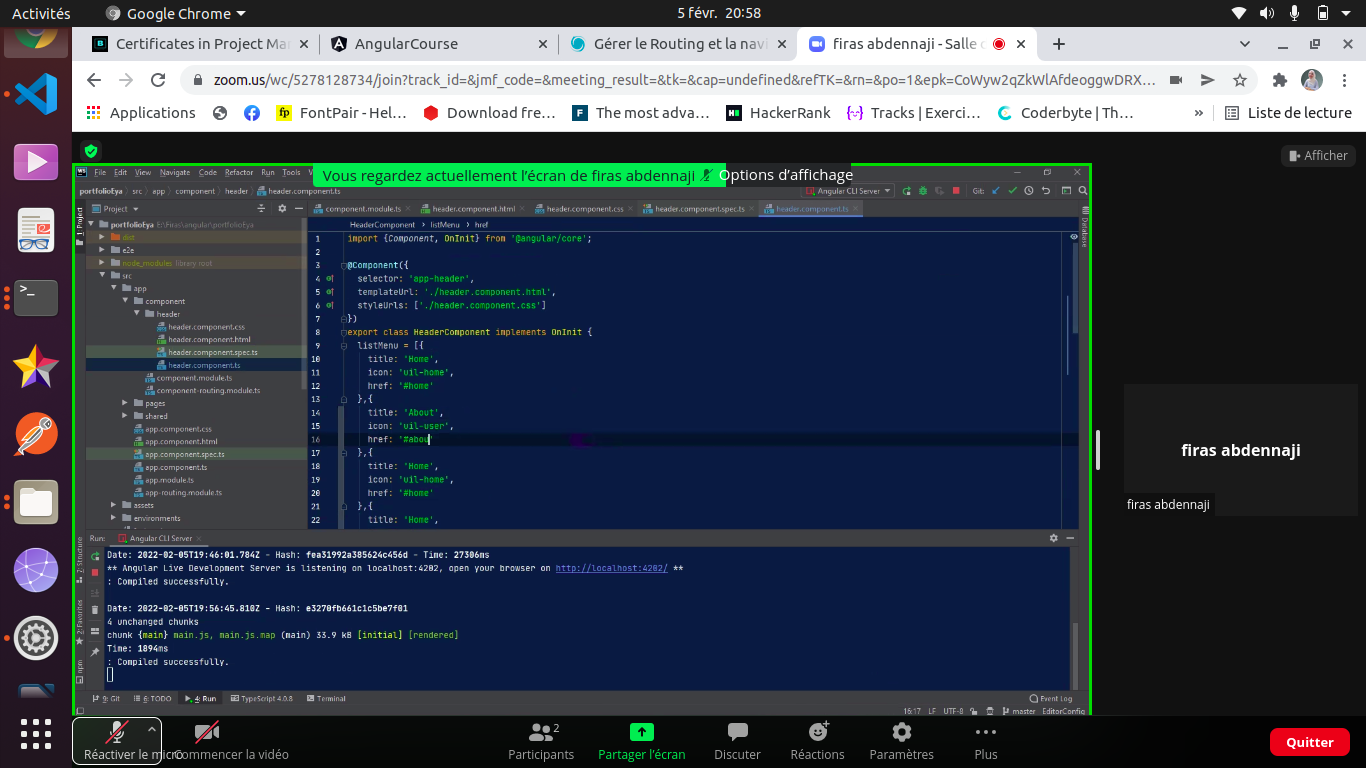 Activités
Google Chrome
5 févr. 20:58
Certificates in Project Mar
AngularCourse
Gérer le Routing et la navi
firas abdennaji - Salle
zoom.us/wc/5278128734/join?track_id=&jmf_code=&meeting_result=&tk=&cap=undefined&refTK=&rn=&po=1&epk=CoWyw2qZkWlAfdeoggwDRX…
Applications
FontPair - Hel…
Download fre…
The most adva…
HackerRank
Tracks | Exerci…
Coderbyte | Th…
»
Liste de lecture
Afficher
Vous regardez actuellement l’écran de firas abdennaji
Options d’affichage
File Edit View Navigate Code Refactor Run Tools
portfolioEya src app component header header.component.ts
Angular CLI Server
Git:
Project
component.module.ts
header.component.html
header.component.css
header.component.spec.ts
header.component.ts
HeaderComponent listMenu href
1: Project
Database
portfolioEya E:\Firas\angular\portfolioEya
dist
e2e
node_modules library root
src
app
component
header
header.component.css
header.component.html
header.component.spec.ts
header.component.ts
component.module.ts
component-routing.module.ts
pages
shared
app.component.css
app.component.html
app.component.spec.ts
app.component.ts
app.module.ts
app-routing.module.ts
assets
environments
1 import {Component, OnInit} from '@angular/core';
2
3 @Component({
4 selector: 'app-header',
5 templateUrl: './header.component.html',
6 styleUrls: ['./header.component.css']
7 })
8 export class HeaderComponent implements OnInit {
9 listMenu = [{
10 title: 'Home',
11 icon: 'uil-home',
12 href: '#home'
13 },{
14 title: 'About',
15 icon: 'uil-user',
16 href: '#abou'
17 },{
18 title: 'Home',
19 icon: 'uil-home',
20 href: '#home'
21 },{
22 title: 'Home',
Run: Angular CLI Server
Date: 2022-02-05T19:46:01.784Z - Hash: fea31992a385624c456d - Time: 27306ms
** Angular Live Development Server is listening on localhost:4202, open your browser on http://localhost:4202/ **
: Compiled successfully.
Date: 2022-02-05T19:56:45.810Z - Hash: e3270fb661c1c5be7f01
4 unchanged chunks
chunk {main} main.js, main.js.map (main) 33.9 kB [initial] [rendered]
Time: 1894ms
: Compiled successfully.
Z: Structure
2: Favorites
npm
9: Git
6: TODO
4: Run
TypeScript 4.0.8
Terminal
Event Log
16:17 LF UTF-8 master EditorConfig
firas abdennaji
firas abdennaji
Réactiver le micro
Commencer la vidéo
Participants
2
Partager l'écran
Discuter
Réactions
Paramètres
Plus
Quitter